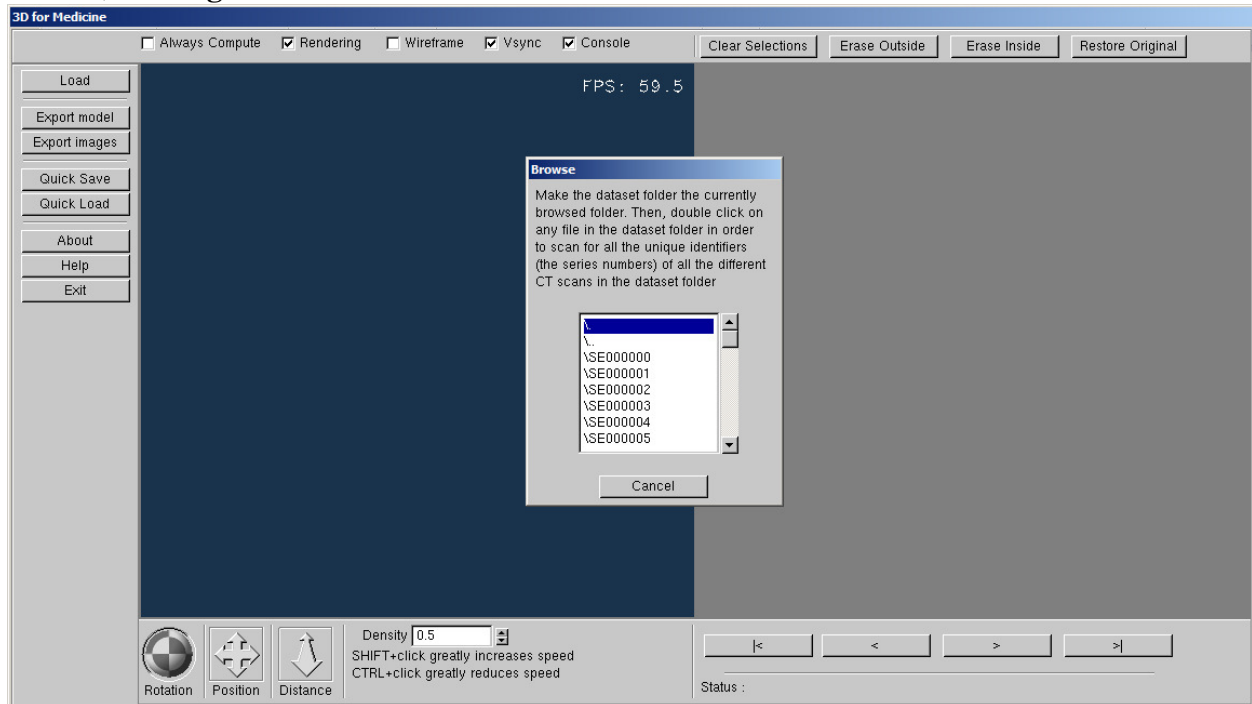 3D for Medicine
Always Compute Rendering Wireframe Vsync Console Clear Selections Erase Outside Erase Inside Restore Original
Load
Export model
Export images
Quick Save
Quick Load
About
Help
Exit
FPS: 59.5
Browse
Make the dataset folder the currently
browsed folder. Then, double click on
any file in the dataset folder in order
to scan for all the unique identifiers
(the series numbers) of all the different
CT scans in the dataset folder
\.
\..
\SE000000
\SE000001
\SE000002
\SE000003
\SE000004
\SE000005
Cancel
Rotation Position Distance
Density 0.5
SHIFT+click greatly increases speed
CTRL+click greatly reduces speed
|< < > >|
Status :